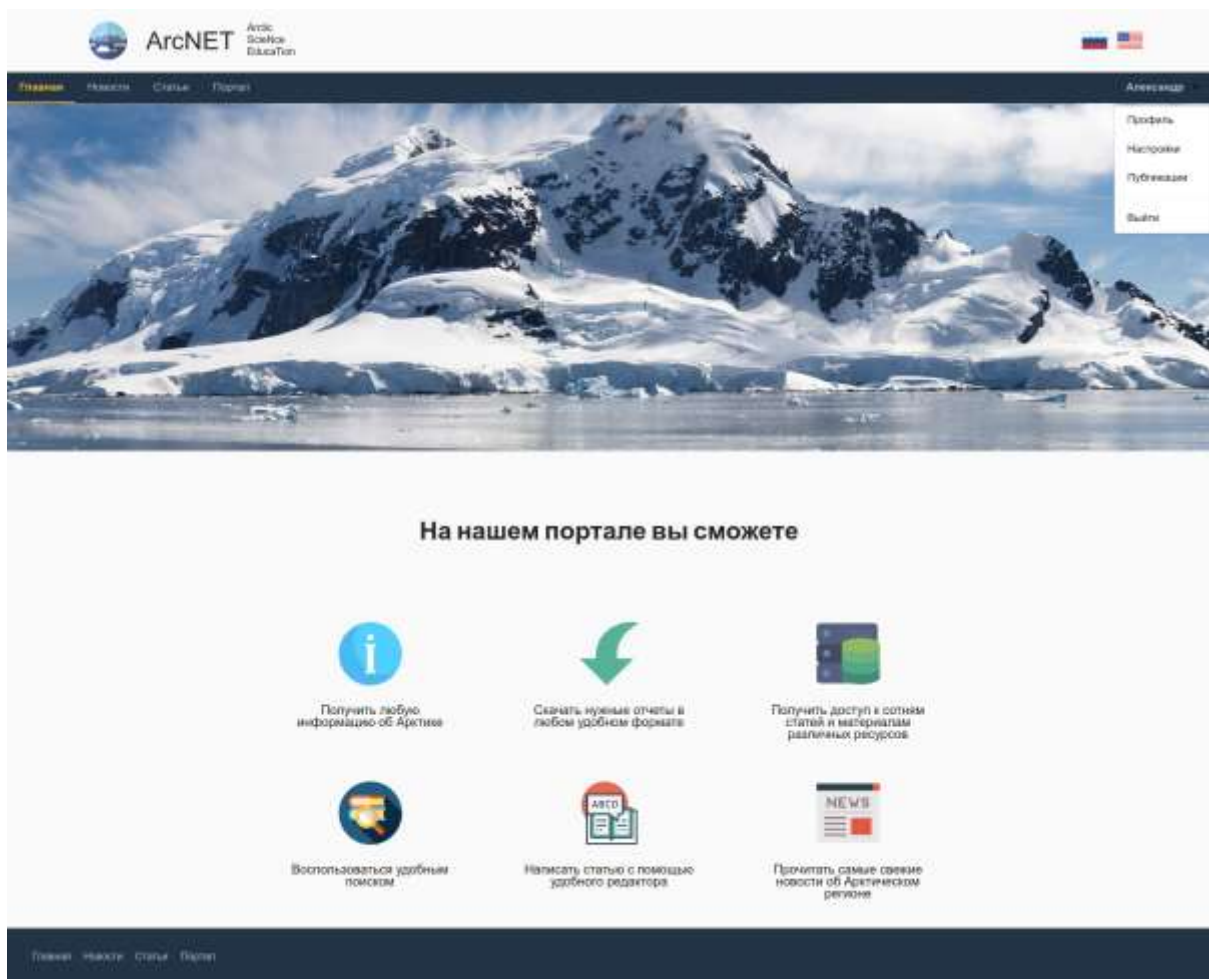 ArcNET
Arctic
ScieNce
EducaTion
Главная Новости Статьи Портал
Александр
Профиль
Настройки
Публикации
Выйти
На нашем портале вы сможете
Получить любую
информацию об Арктике
Скачать нужные отчеты в
любом удобном формате
Получить доступ к сотням
статей и материалам
различных ресурсов
ABCD
NEWS
Воспользоваться удобным
поиском
Написать статью с помощью
удобного редактора
Прочитать самые свежие
новости об Арктическом
регионе
Главная Новости Статьи Портал